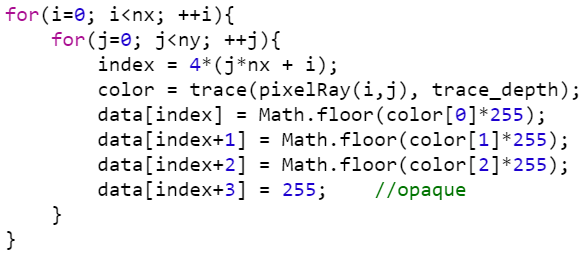 for(i=0; i<nx; ++i){
    for(j=0; j<ny; ++j){
        index = 4*(j*nx + i);
        color = trace(pixelRay(i,j), trace_depth);
        data[index] = Math.floor(color[0]*255);
        data[index+1] = Math.floor(color[1]*255);
        data[index+2] = Math.floor(color[2]*255);
        data[index+3] = 255;    //opaque
    }
}